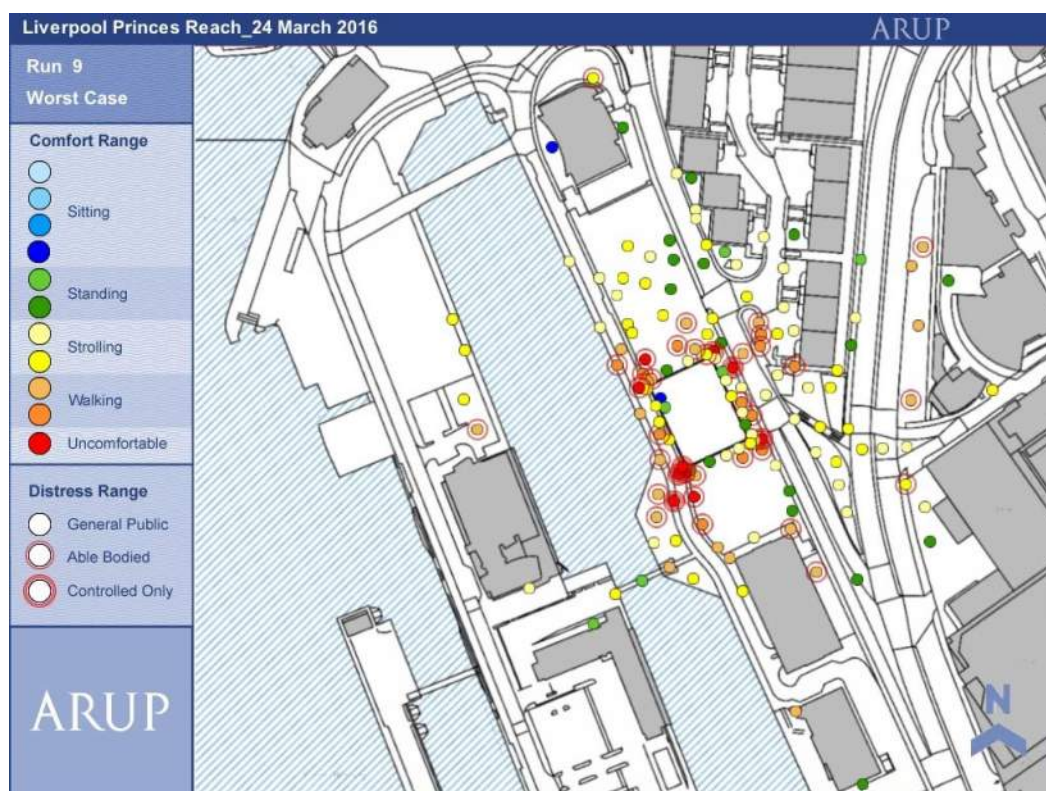 Liverpool Princes Reach_24 March 2016
ARUP
Run 9
Worst Case
Comfort Range
Sitting
Standing
Strolling
Walking
Uncomfortable
Distress Range
General Public
Able Bodied
Controlled Only
ARUP
N